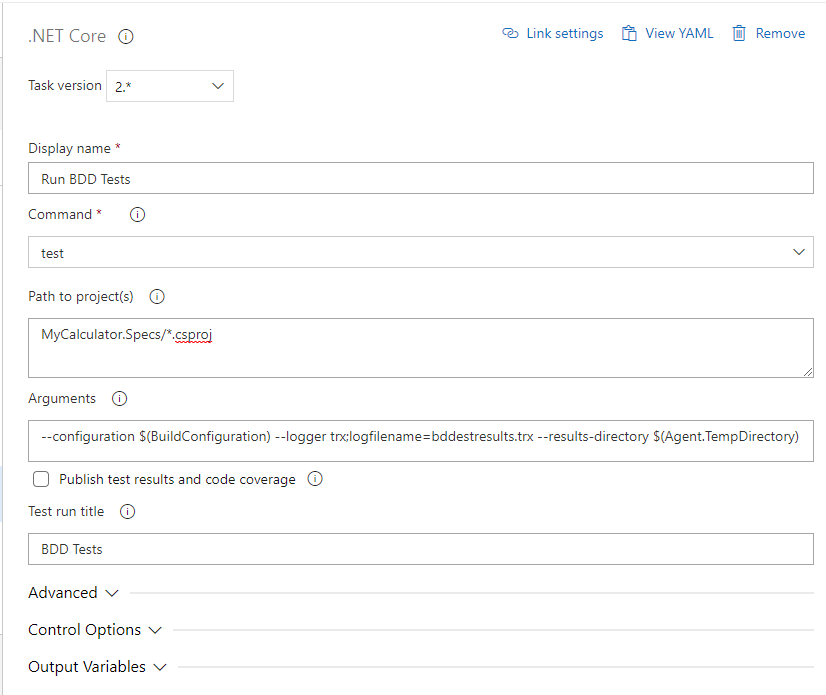 .NET Core
Link settings
View YAML
Remove
Task version 2.*
Display name *
Run BDD Tests
Command *
test
Path to project(s)
MyCalculator.Specs/*.csproj
Arguments
--configuration $(BuildConfiguration) --logger trx;logfilename=bddestresults.trx --results-directory $(Agent.TempDirectory)
Publish test results and code coverage
Test run title
BDD Tests
Advanced
Control Options
Output Variables